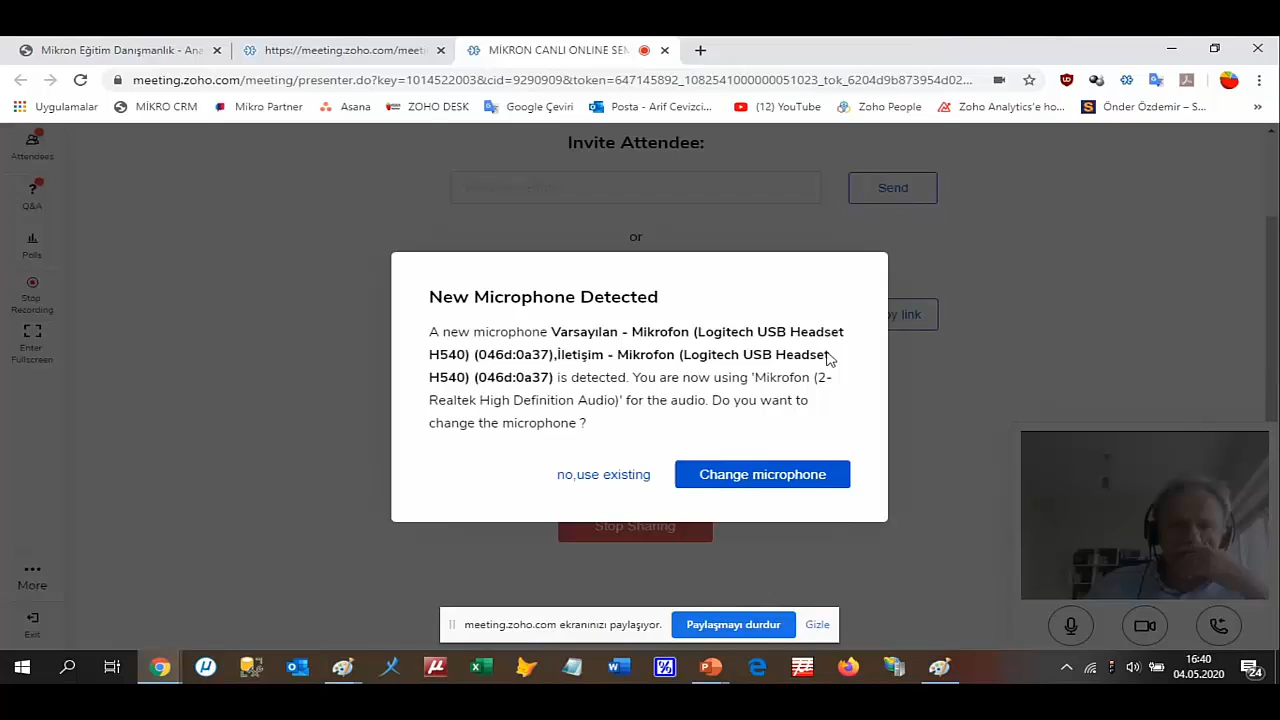 Mikron Eğitim Danışmanlık - Ana
https://meeting.zoho.com/meeti
MİKRON CANLI ONLINE SEM
meeting.zoho.com/meeting/presenter.do?key=1014522003&cid=9290909&token=647145892_1082541000000051023_tok_6204d9b873954d02...
Uygulamalar
MİKRO CRM
Mikro Partner
Asana
ZOHO DESK
Google Çeviri
Posta - Arif Cevizci...
(12) YouTube
Zoho People
Zoho Analytics'e ho...
Önder Özdemir – S...
»
Attendees
Invite Attendee:
Send
?
Q&A
or
Polls
New Microphone Detected
A new microphone Varsayılan - Mikrofon (Logitech USB Headset
H540) (046d:0a37),İletişim - Mikrofon (Logitech USB Headset
H540) (046d:0a37) is detected. You are now using 'Mikrofon (2-
Realtek High Definition Audio)' for the audio. Do you want to
change the microphone ?
no,use existing
Change microphone
Stop
Recording
y link
Enter
Fullscreen
Stop Sharing
More
Exit
meeting.zoho.com ekranınızı paylaşıyor.
Paylaşmayı durdur
Gizle
16:40
04.05.2020
24